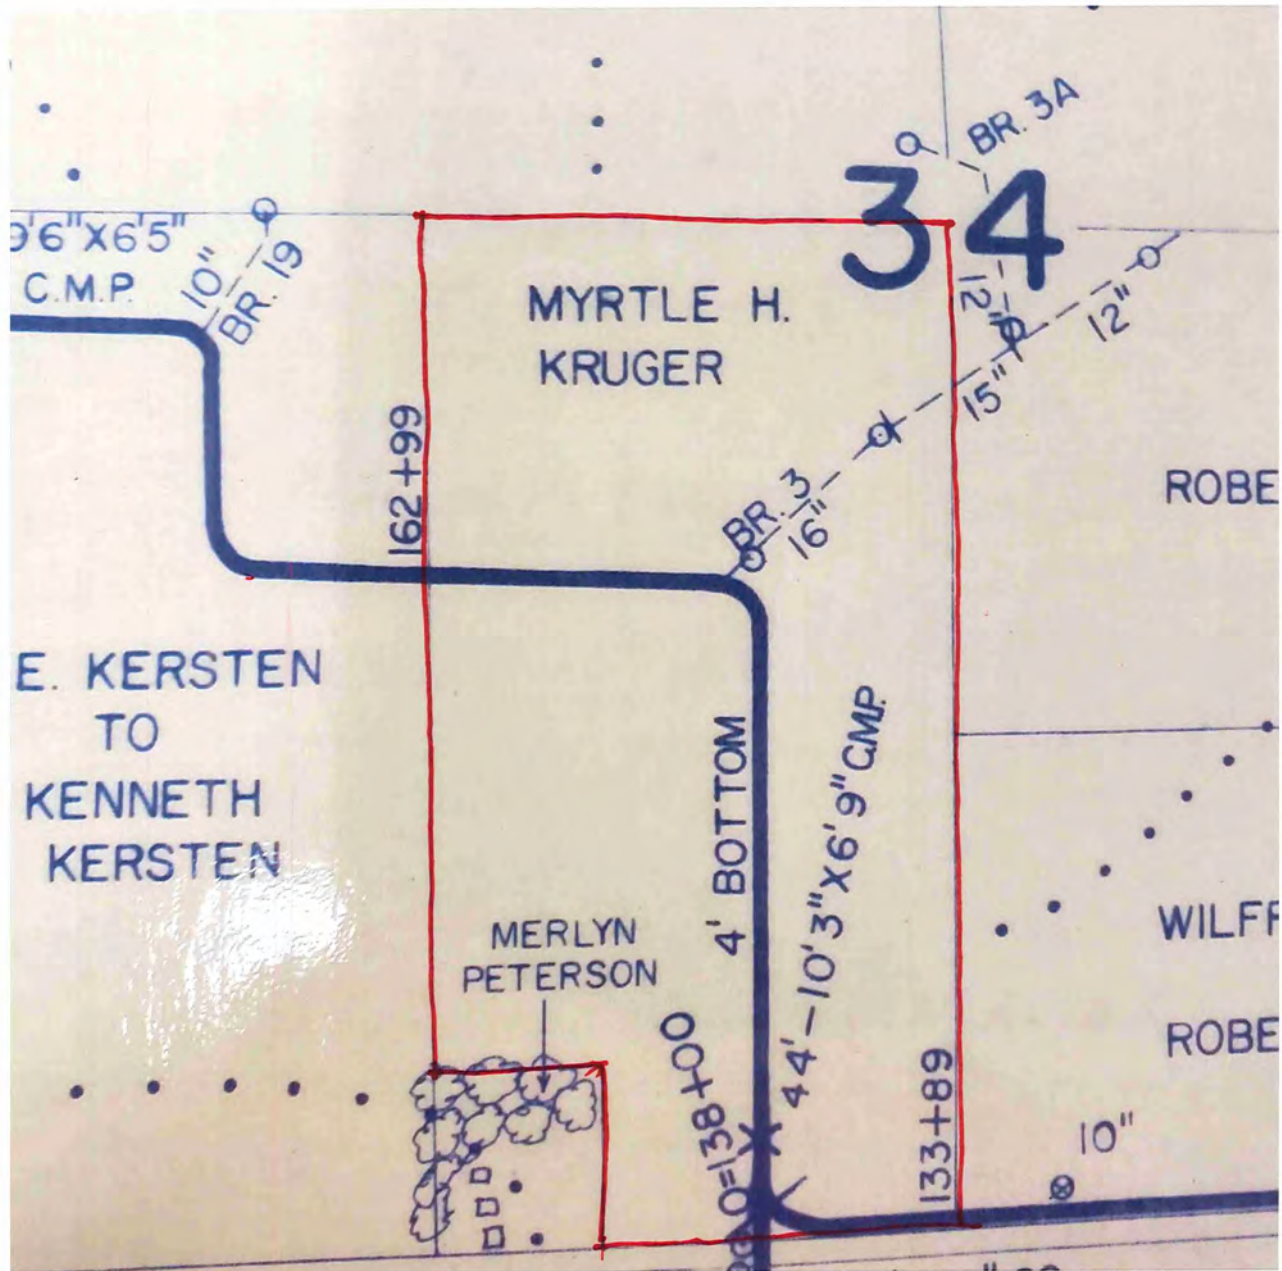 BR. 3A
34
9'6"X6'5"
C.M.P.
10"
BR. 19
MYRTLE H.
KRUGER
12"
12"
15"
162+99
BR. 3
16"
ROBE
E. KERSTEN
TO
KENNETH
KERSTEN
4' BOTTOM
44'-10'3"X6'9" C.M.P.
MERLYN
PETERSON
WILFF
ROBE
0=138+00
133+89
10"